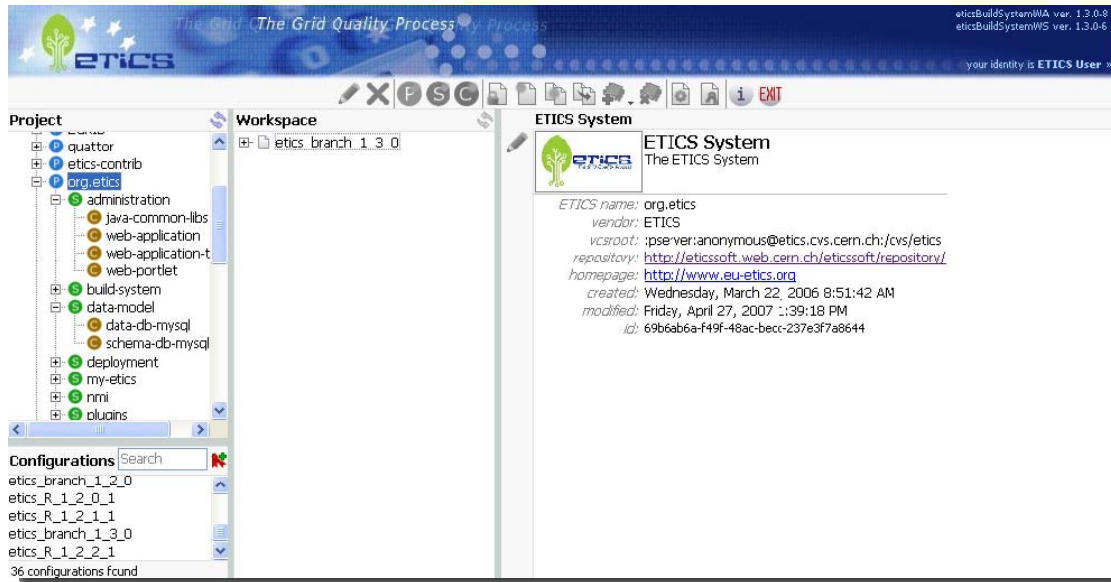 The Grid Quality Process
eticsBuildSystemWA ver. 1.3.0-8
eticsBuildSystemWS ver. 1.3.0-6
your identity is ETICS User »
eTICS
P S C
i EXIT
Project
quattor
etics-contrib
org.etics
administration
java-common-libs
web-application
web-application-t
web-portlet
build-system
data-model
data-db-mysql
schema-db-mysql
deployment
my-etics
nmi
plugins
Configurations Search
etics_branch_1_2_0
etics_R_1_2_0_1
etics_R_1_2_1_1
etics_branch_1_3_0
etics_R_1_2_2_1
36 configurations found
Workspace
etics_branch_1_3_0
ETICS System
eTICS
ETICS System
The ETICS System
ETICS name: org.etics
vendor: ETICS
vcsroot: :pserver:anonymous@etics.cvs.cern.ch:/cvs/etics
repository: http://eticssoft.web.cern.ch/eticssoft/repository/
homepage: http://www.eu-etics.org
created: Wednesday, March 22, 2006 8:51:42 AM
modified: Friday, April 27, 2007 1:39:18 PM
id: 69b6ab6a-f49f-48ac-becc-237e3f7a8644